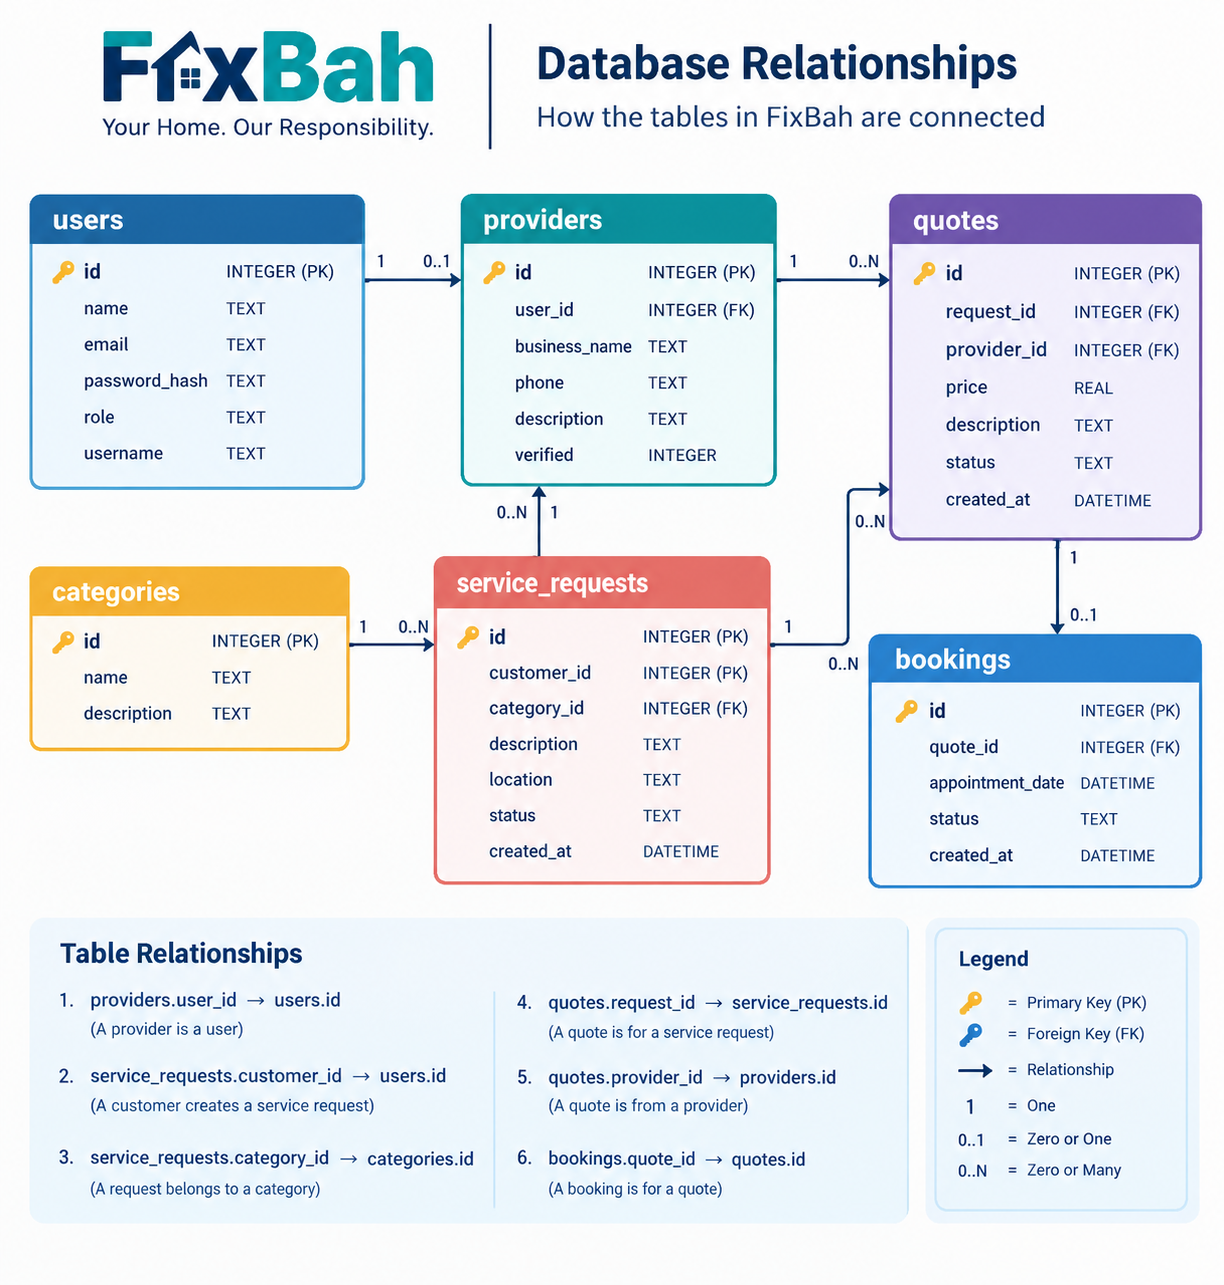 FixBah
Your Home. Our Responsibility.
Database Relationships
How the tables in FixBah are connected
users
id INTEGER (PK)
name TEXT
email TEXT
password_hash TEXT
role TEXT
username TEXT
1 0..1
providers
id INTEGER (PK)
user_id INTEGER (FK)
business_name TEXT
phone TEXT
description TEXT
verified INTEGER
1 0..N
quotes
id INTEGER (PK)
request_id INTEGER (FK)
provider_id INTEGER (FK)
price REAL
description TEXT
status TEXT
created_at DATETIME
0..N 1
0..N
1
0..1
categories
id INTEGER (PK)
name TEXT
description TEXT
1 0..N
service_requests
id INTEGER (PK)
customer_id INTEGER (PK)
category_id INTEGER (FK)
description TEXT
location TEXT
status TEXT
created_at DATETIME
1
0..N
bookings
id INTEGER (PK)
quote_id INTEGER (FK)
appointment_date DATETIME
status TEXT
created_at DATETIME
Table Relationships
1. providers.user_id → users.id
(A provider is a user)
2. service_requests.customer_id → users.id
(A customer creates a service request)
3. service_requests.category_id → categories.id
(A request belongs to a category)
4. quotes.request_id → service_requests.id
(A quote is for a service request)
5. quotes.provider_id → providers.id
(A quote is from a provider)
6. bookings.quote_id → quotes.id
(A booking is for a quote)
Legend
= Primary Key (PK)
= Foreign Key (FK)
= Relationship
1 = One
0..1 = Zero or One
0..N = Zero or Many